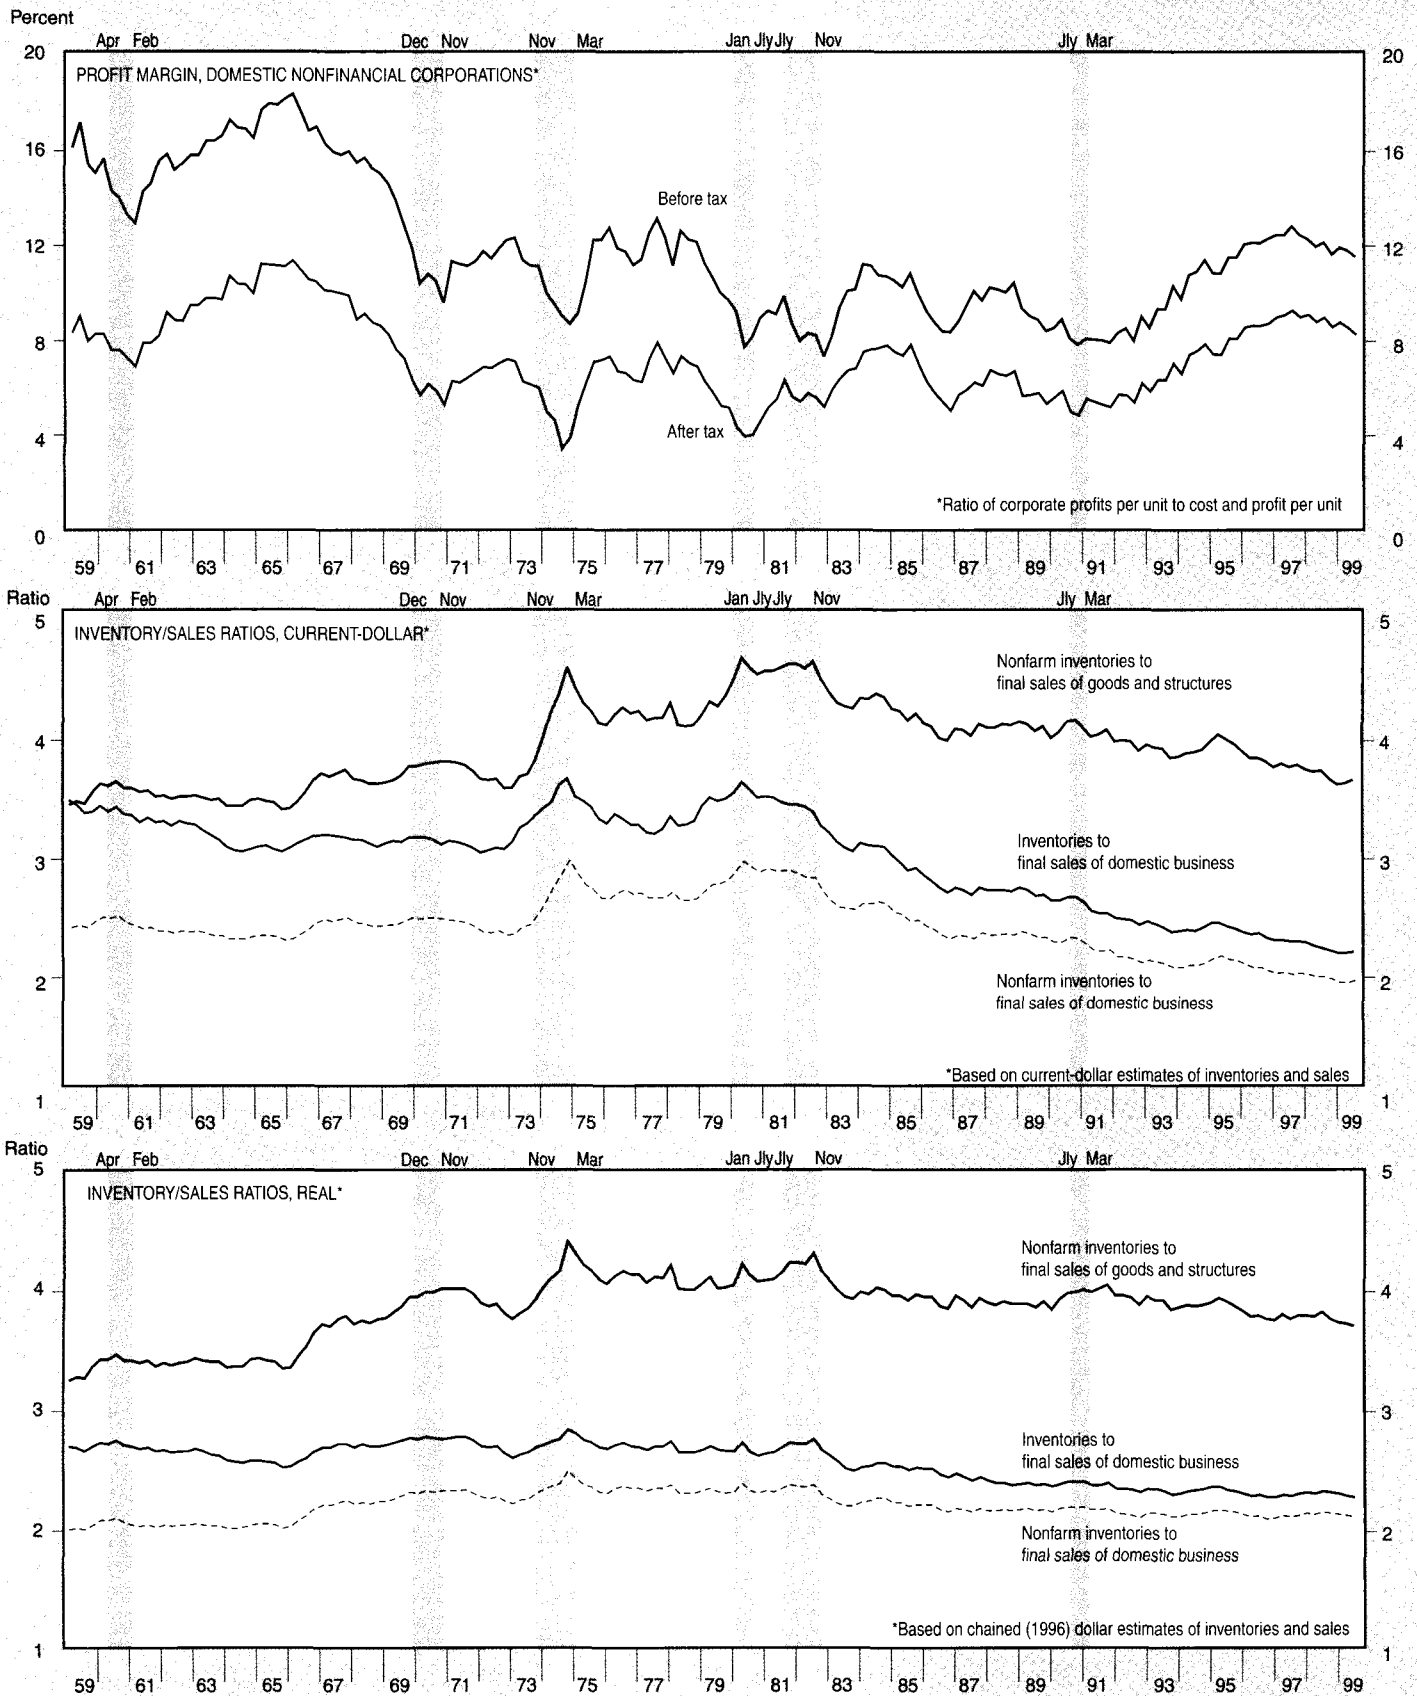 Percent
Apr Feb Dec Nov Nov Mar Jan Jly Jly Nov Jly Mar
20 20
PROFIT MARGIN, DOMESTIC NONFINANCIAL CORPORATIONS*
16 16
Before tax
12 12
8 8
After tax
4 4
*Ratio of corporate profits per unit to cost and profit per unit
0 0
59 61 63 65 67 69 71 73 75 77 79 81 83 85 87 89 91 93 95 97 99
Ratio
Apr Feb Dec Nov Nov Mar Jan Jly Jly Nov Jly Mar
5 5
INVENTORY/SALES RATIOS, CURRENT-DOLLAR*
Nonfarm inventories to
final sales of goods and structures
4 4
Inventories to
final sales of domestic business
3 3
Nonfarm inventories to
final sales of domestic business
2 2
*Based on current-dollar estimates of inventories and sales
1 1
59 61 63 65 67 69 71 73 75 77 79 81 83 85 87 89 91 93 95 97 99
Ratio
Apr Feb Dec Nov Nov Mar Jan Jly Jly Nov Jly Mar
5 5
INVENTORY/SALES RATIOS, REAL*
Nonfarm inventories to
final sales of goods and structures
4 4
3 3
Inventories to
final sales of domestic business
2 2
Nonfarm inventories to
final sales of domestic business
*Based on chained (1996) dollar estimates of inventories and sales
1 1
59 61 63 65 67 69 71 73 75 77 79 81 83 85 87 89 91 93 95 97 99